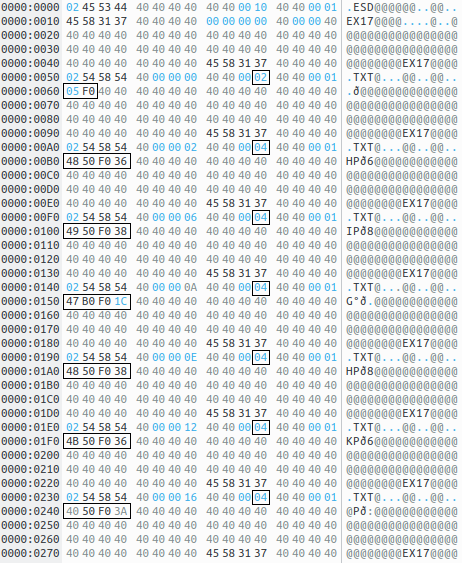 0000:0000 02 45 53 44 40 40 40 40 40 40 00 10 40 40 00 01 .ESD@@@@@@..@@..
0000:0010 45 58 31 37 40 40 40 40 00 00 00 00 40 00 00 40 EX17@@@@....@..@
0000:0020 40 40 40 40 40 40 40 40 40 40 40 40 40 40 40 40 @@@@@@@@@@@@@@@@
0000:0030 40 40 40 40 40 40 40 40 40 40 40 40 40 40 40 40 @@@@@@@@@@@@@@@@
0000:0040 40 40 40 40 40 40 40 40 45 58 31 37 40 40 40 40 @@@@@@@@EX17@@@@
0000:0050 02 54 58 54 40 00 00 00 40 40 00 02 40 40 00 01 .TXT@...@@..@@..
0000:0060 05 F0 40 40 40 40 40 40 40 40 40 40 40 40 40 40 .ð@@@@@@@@@@@@@@
0000:0070 40 40 40 40 40 40 40 40 40 40 40 40 40 40 40 40 @@@@@@@@@@@@@@@@
0000:0080 40 40 40 40 40 40 40 40 40 40 40 40 40 40 40 40 @@@@@@@@@@@@@@@@
0000:0090 40 40 40 40 40 40 40 40 45 58 31 37 40 40 40 40 @@@@@@@@EX17@@@@
0000:00A0 02 54 58 54 40 00 00 02 40 40 00 04 40 40 00 01 .TXT@...@@..@@..
0000:00B0 48 50 F0 36 40 40 40 40 40 40 40 40 40 40 40 40 HPð6@@@@@@@@@@@@
0000:00C0 40 40 40 40 40 40 40 40 40 40 40 40 40 40 40 40 @@@@@@@@@@@@@@@@
0000:00D0 40 40 40 40 40 40 40 40 40 40 40 40 40 40 40 40 @@@@@@@@@@@@@@@@
0000:00E0 40 40 40 40 40 40 40 40 45 58 31 37 40 40 40 40 @@@@@@@@EX17@@@@
0000:00F0 02 54 58 54 40 00 00 06 40 40 00 04 40 40 00 01 .TXT@...@@..@@..
0000:0100 49 50 F0 38 40 40 40 40 40 40 40 40 40 40 40 40 IPð8@@@@@@@@@@@@
0000:0110 40 40 40 40 40 40 40 40 40 40 40 40 40 40 40 40 @@@@@@@@@@@@@@@@
0000:0120 40 40 40 40 40 40 40 40 40 40 40 40 40 40 40 40 @@@@@@@@@@@@@@@@
0000:0130 40 40 40 40 40 40 40 40 45 58 31 37 40 40 40 40 @@@@@@@@EX17@@@@
0000:0140 02 54 58 54 40 00 00 0A 40 40 00 04 40 40 00 01 .TXT@...@@..@@..
0000:0150 47 B0 F0 1C 40 40 40 40 40 40 40 40 40 40 40 40 G°ð.@@@@@@@@@@@@
0000:0160 40 40 40 40 40 40 40 40 40 40 40 40 40 40 40 40 @@@@@@@@@@@@@@@@
0000:0170 40 40 40 40 40 40 40 40 40 40 40 40 40 40 40 40 @@@@@@@@@@@@@@@@
0000:0180 40 40 40 40 40 40 40 40 45 58 31 37 40 40 40 40 @@@@@@@@EX17@@@@
0000:0190 02 54 58 54 40 00 00 0E 40 40 00 04 40 40 00 01 .TXT@...@@..@@..
0000:01A0 48 50 F0 38 40 40 40 40 40 40 40 40 40 40 40 40 HPð8@@@@@@@@@@@@
0000:01B0 40 40 40 40 40 40 40 40 40 40 40 40 40 40 40 40 @@@@@@@@@@@@@@@@
0000:01C0 40 40 40 40 40 40 40 40 40 40 40 40 40 40 40 40 @@@@@@@@@@@@@@@@
0000:01D0 40 40 40 40 40 40 40 40 45 58 31 37 40 40 40 40 @@@@@@@@EX17@@@@
0000:01E0 02 54 58 54 40 00 00 12 40 40 00 04 40 40 00 01 .TXT@...@@..@@..
0000:01F0 4B 50 F0 36 40 40 40 40 40 40 40 40 40 40 40 40 KPð6@@@@@@@@@@@@
0000:0200 40 40 40 40 40 40 40 40 40 40 40 40 40 40 40 40 @@@@@@@@@@@@@@@@
0000:0210 40 40 40 40 40 40 40 40 40 40 40 40 40 40 40 40 @@@@@@@@@@@@@@@@
0000:0220 40 40 40 40 40 40 40 40 45 58 31 37 40 40 40 40 @@@@@@@@EX17@@@@
0000:0230 02 54 58 54 40 00 00 16 40 40 00 04 40 40 00 01 .TXT@...@@..@@..
0000:0240 40 50 F0 3A 40 40 40 40 40 40 40 40 40 40 40 40 @Pð:@@@@@@@@@@@@
0000:0250 40 40 40 40 40 40 40 40 40 40 40 40 40 40 40 40 @@@@@@@@@@@@@@@@
0000:0260 40 40 40 40 40 40 40 40 40 40 40 40 40 40 40 40 @@@@@@@@@@@@@@@@
0000:0270 40 40 40 40 40 40 40 40 45 58 31 37 40 40 40 40 @@@@@@@@EX17@@@@